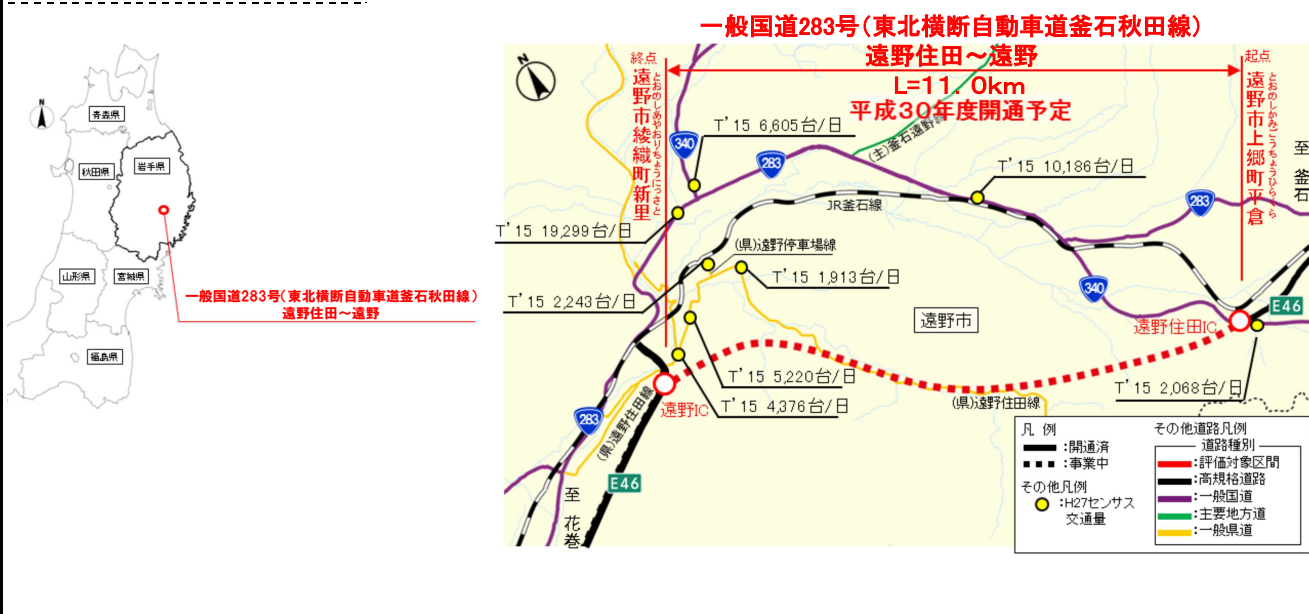 N
青森県
秋田県
岩手県
山形県
宮城県
福島県
一般国道283号(東北横断自動車道釜石秋田線)
遠野住田～遠野
一般国道283号(東北横断自動車道釜石秋田線)
遠野住田～遠野
L=11.0km
平成30年度開通予定
N
終点
遠野市綾織町新里
とおのしあやおりちょうにっさと
起点
遠野市上郷町平倉
とおのしかみごうちょうひらくら
至 釜石
340
T'15 6,605台/日
283
(主)釜石遠野線
T'15 10,186台/日
283
JR釜石線
T'15 19,299台/日
(県)遠野停車場線
T'15 1,913台/日
T'15 2,243台/日
340
E46
遠野市
遠野住田IC
T'15 5,220台/日
T'15 2,068台/日
遠野IC
T'15 4,376台/日
(県)遠野住田線
283
(県)遠野住田線
E46
至 花巻
凡 例
:開通済
:事業中
その他凡例
:H27センサス
交通量
その他道路凡例
道路種別
:評価対象区間
:高規格道路
:一般国道
:主要地方道
:一般県道